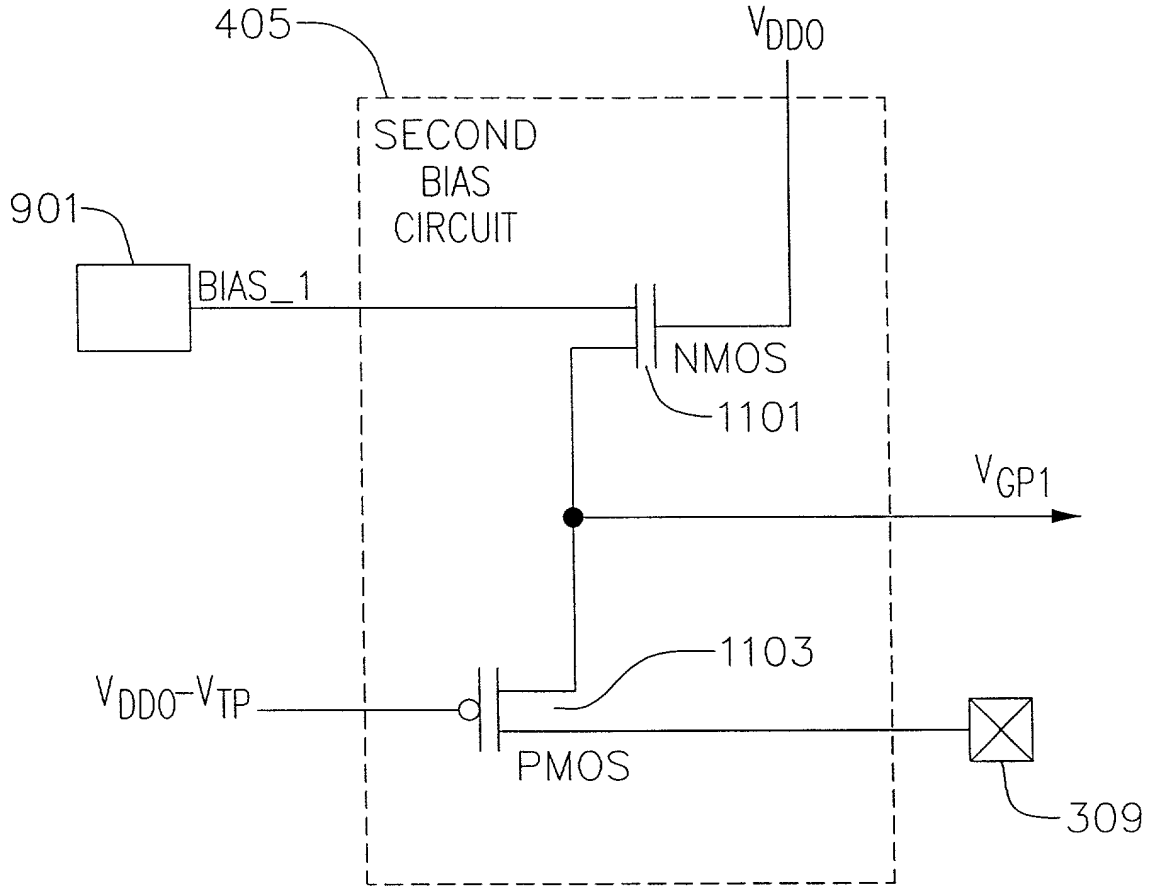 405
V_DDO
SECOND
BIAS
CIRCUIT
901
BIAS_1
NMOS
1101
V_GP1
1103
V_DDO-V_TP
PMOS
309